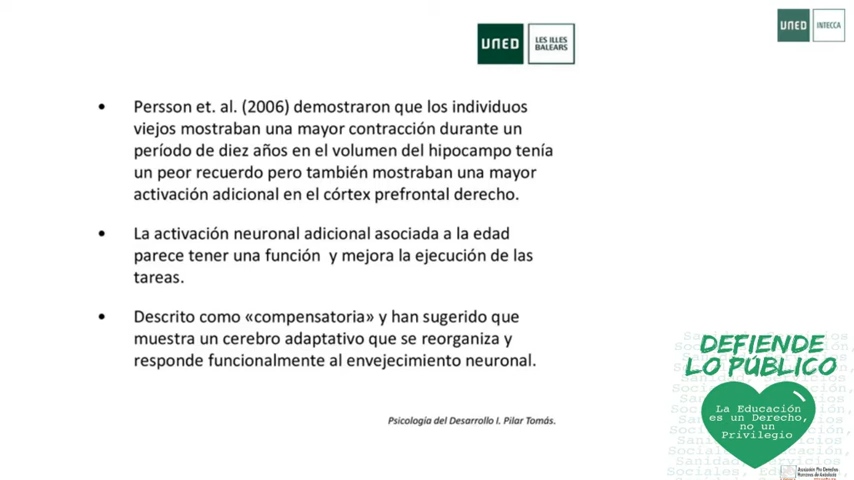 UNED
LES ILLES
BALEARS
UNED
INTECCA
• Persson et. al. (2006) demostraron que los individuos
viejos mostraban una mayor contracción durante un
período de diez años en el volumen del hipocampo tenía
un peor recuerdo pero también mostraban una mayor
activación adicional en el córtex prefrontal derecho.
• La activación neuronal adicional asociada a la edad
parece tener una función y mejora la ejecución de las
tareas.
• Descrito como «compensatoria» y han sugerido que
muestra un cerebro adaptativo que se reorganiza y
responde funcionalmente al envejecimiento neuronal.
Psicología del Desarrollo I. Pilar Tomás.
DEFIENDE
LO PÚBLICO
La Educación
es un Derecho,
no un
Privilegio